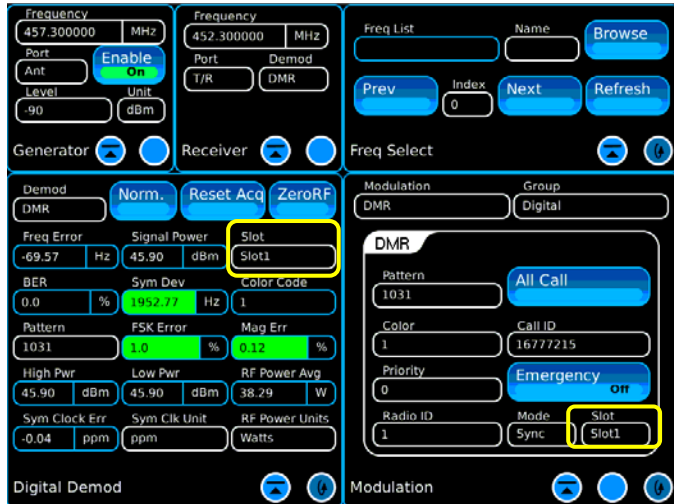 Frequency
457.300000 MHz
Port
Ant
Enable
On
Level
Unit
-90
dBm
Generator
Frequency
452.300000 MHz
Port
Demod
T/R
DMR
Receiver
Freq List
Name
Browse
Prev
Index
0
Next
Refresh
Freq Select
Demod
DMR
Norm.
Reset Acq
ZeroRF
Freq Error
Signal Power
Slot
-69.57 Hz
45.90 dBm
Slot1
BER
Sym Dev
Color Code
0.0 %
1952.77 Hz
1
Pattern
FSK Error
Mag Err
1031
1.0 %
0.12 %
High Pwr
Low Pwr
RF Power Avg
45.90 dBm
45.90 dBm
38.29 W
Sym Clock Err
Sym Clk Unit
RF Power Units
-0.04 ppm
ppm
Watts
Digital Demod
Modulation
Group
DMR
Digital
DMR
Pattern
1031
All Call
Color
Call ID
1
16777215
Priority
0
Emergency
Off
Radio ID
Mode
Slot
1
Sync
Slot1
Modulation